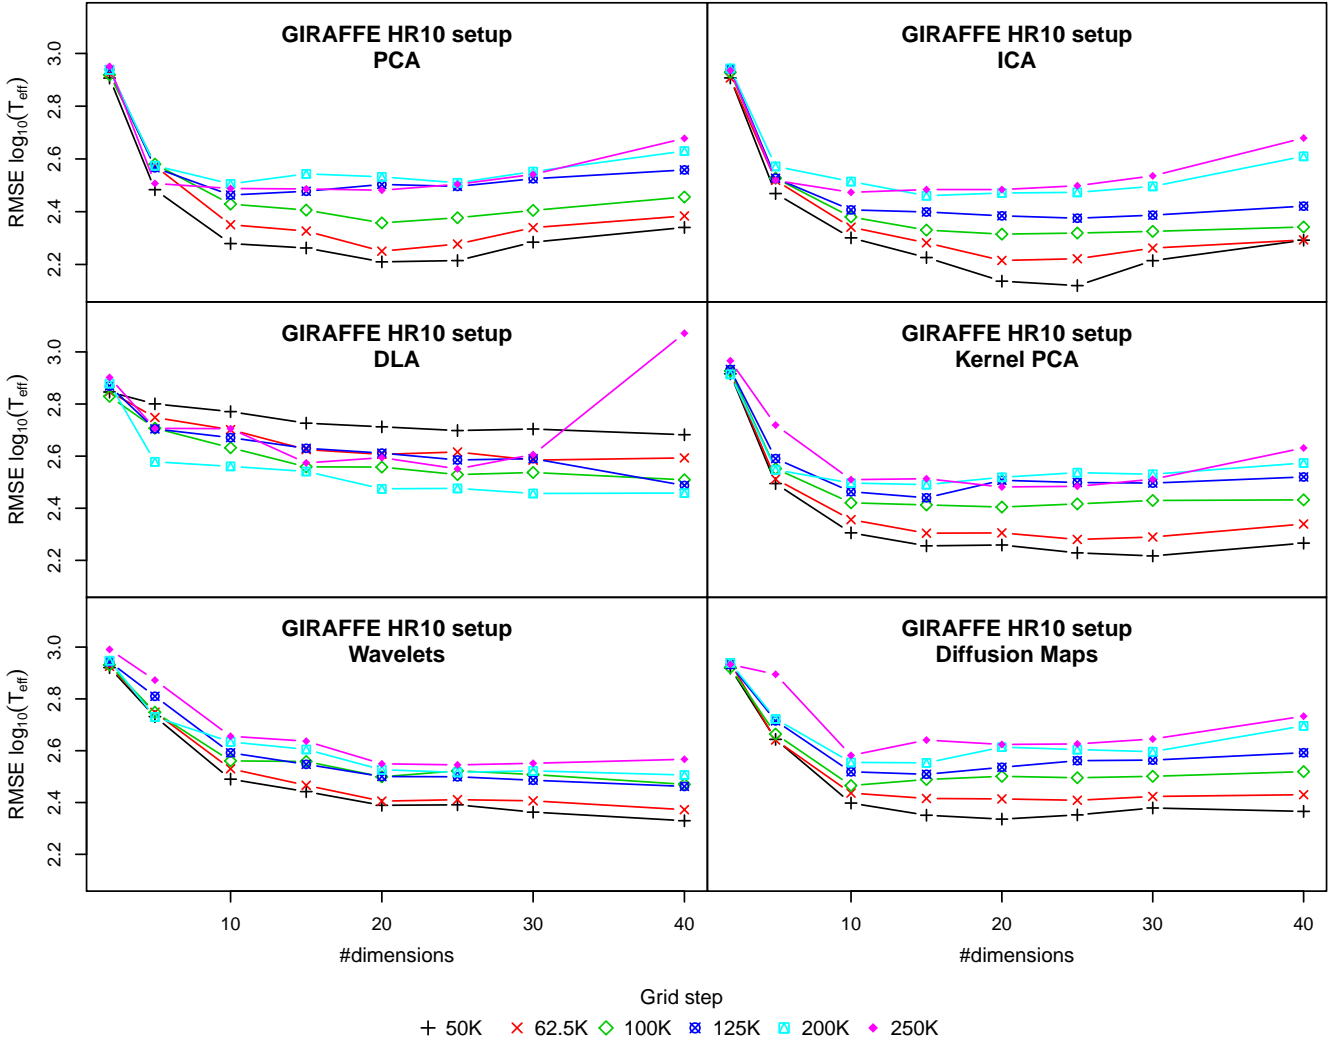 GIRAFFE HR10 setup
PCA
GIRAFFE HR10 setup
ICA
RMSE log₁₀(T_eff)
3.0
2.8
2.6
2.4
2.2
GIRAFFE HR10 setup
DLA
GIRAFFE HR10 setup
Kernel PCA
RMSE log₁₀(T_eff)
3.0
2.8
2.6
2.4
2.2
GIRAFFE HR10 setup
Wavelets
GIRAFFE HR10 setup
Diffusion Maps
RMSE log₁₀(T_eff)
3.0
2.8
2.6
2.4
2.2
10 20 30 40
10 20 30 40
#dimensions
#dimensions
Grid step
50K 62.5K 100K 125K 200K 250K